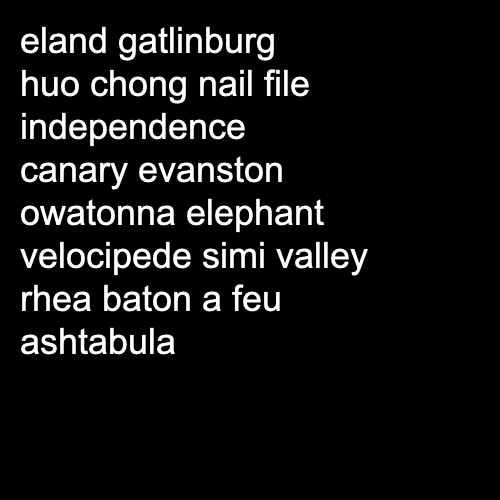 eland gatlinburg
huo chong nail file
independence
canary evanston
owatonna elephant
velocipede simi valley
rhea baton a feu
ashtabula